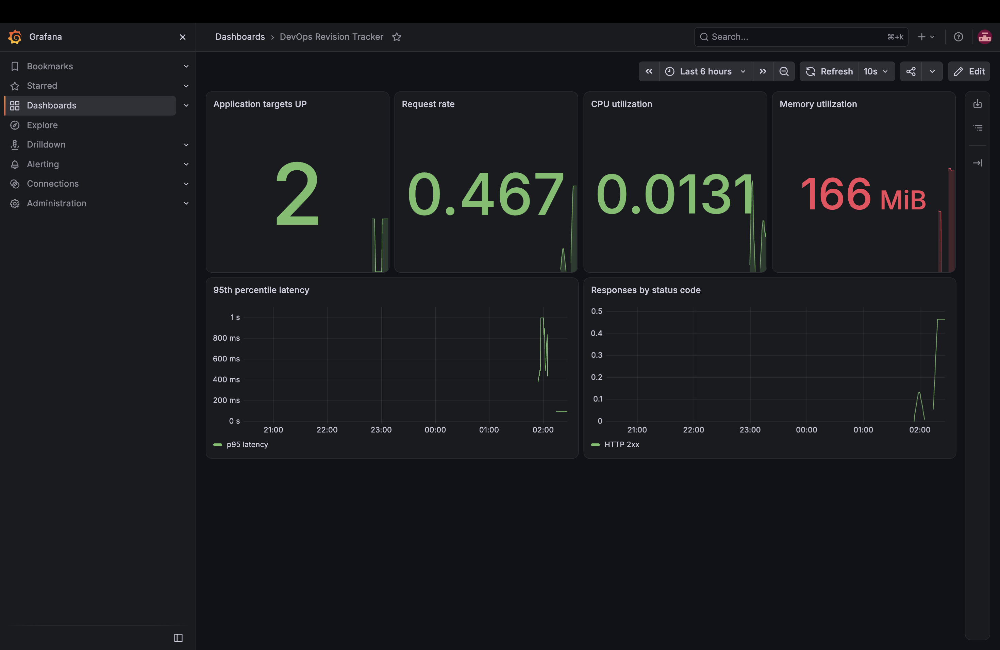 Grafana
Dashboards › DevOps Revision Tracker
Search...
⌘+k
Bookmarks
Starred
Dashboards
Explore
Drilldown
Alerting
Connections
Administration
Last 6 hours
Refresh
10s
Edit
Application targets UP
2
Request rate
0.467
CPU utilization
0.0131
Memory utilization
166 MiB
95th percentile latency
1 s
800 ms
600 ms
400 ms
200 ms
0 s
21:00 22:00 23:00 00:00 01:00 02:00
p95 latency
Responses by status code
0.5
0.4
0.3
0.2
0.1
0
21:00 22:00 23:00 00:00 01:00 02:00
HTTP 2xx